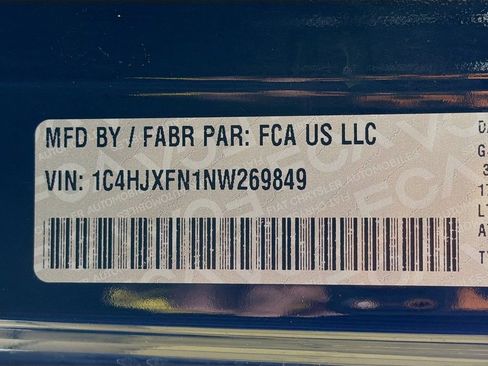 MFD BY / FABR PAR: FCA US LLC
VIN: 1C4HJXFN1NW269849